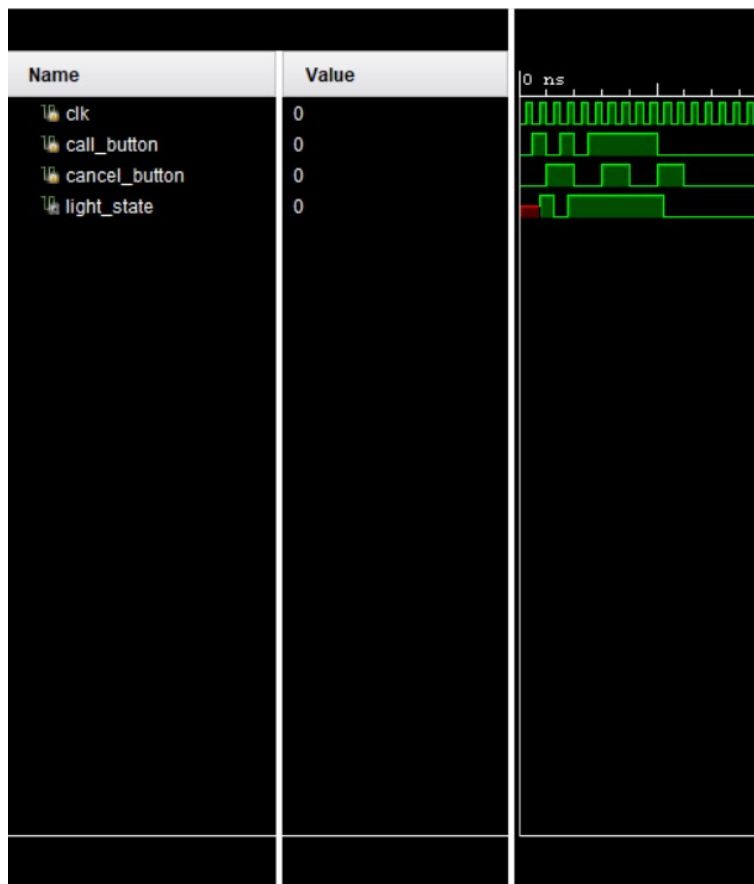 Name Value
0 ns
clk 0
call_button 0
cancel_button 0
light_state 0